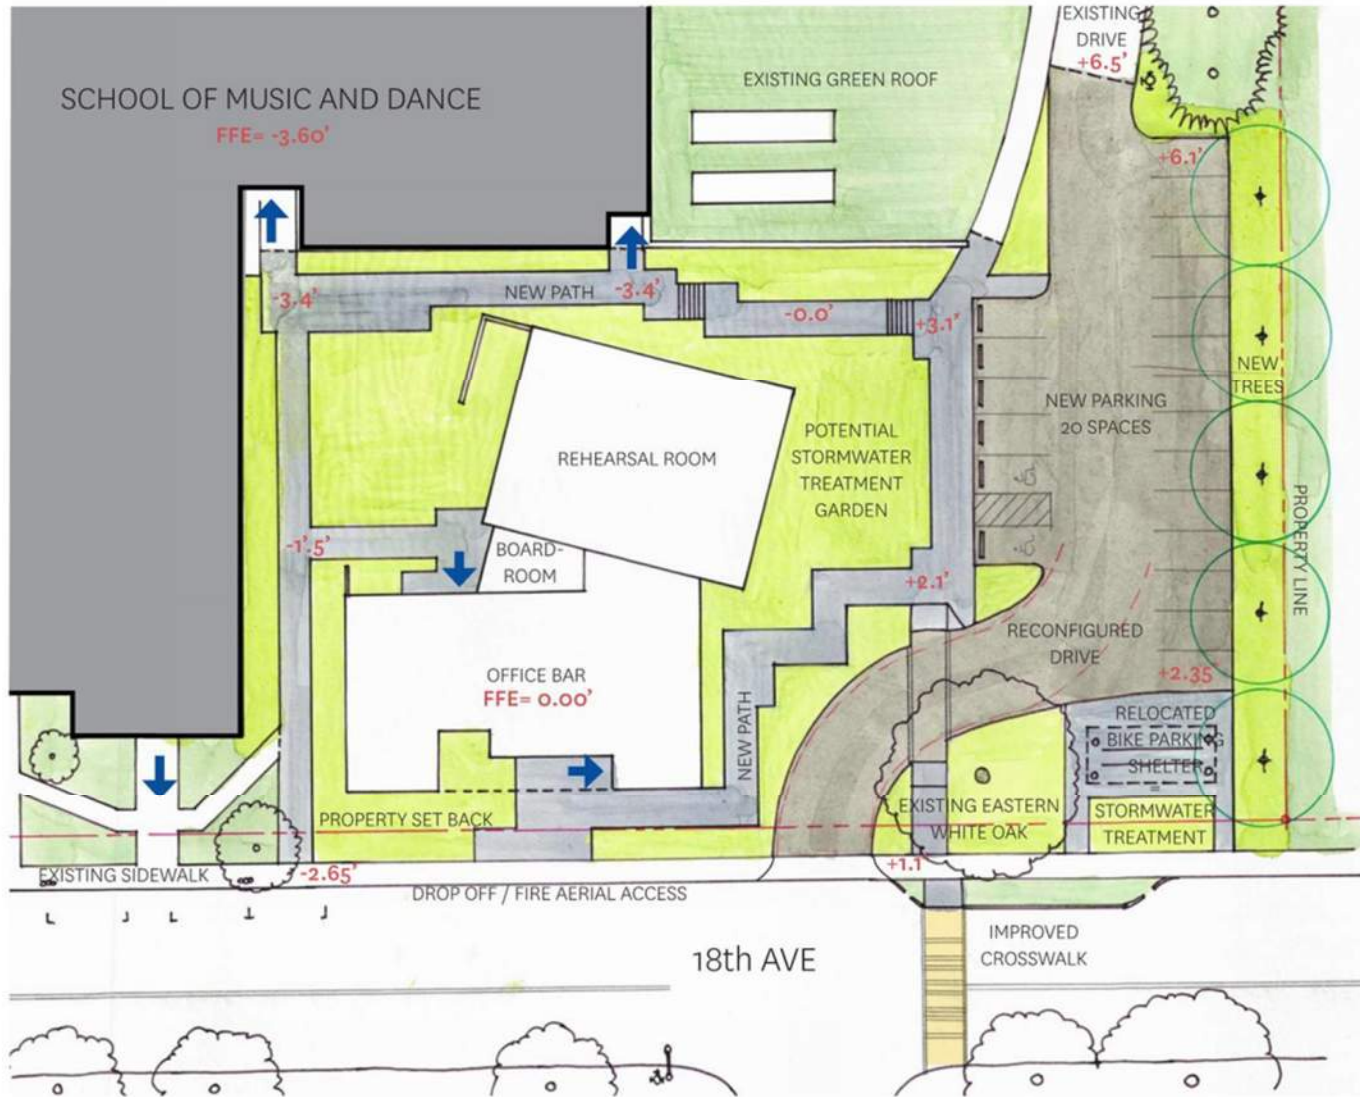 EXISTING
DRIVE
+6.5'
SCHOOL OF MUSIC AND DANCE
FFE= -3.60'
EXISTING GREEN ROOF
+6.1'
-3.4'
NEW PATH
-3.4'
-0.0'
+3.1'
NEW
TREES
NEW PARKING
20 SPACES
REHEARSAL ROOM
POTENTIAL
STORMWATER
TREATMENT
GARDEN
PROPERTY LINE
-1'.5'
BOARD-
ROOM
+2.1'
RECONFIGURED
DRIVE
+2.35
OFFICE BAR
FFE= 0.00'
NEW PATH
RELOCATED
BIKE PARKING
SHELTER
PROPERTY SET BACK
EXISTING EASTERN
WHITE OAK
STORMWATER
TREATMENT
EXISTING SIDEWALK
-2.65'
+1.1'
DROP OFF / FIRE AERIAL ACCESS
18th AVE
IMPROVED
CROSSWALK